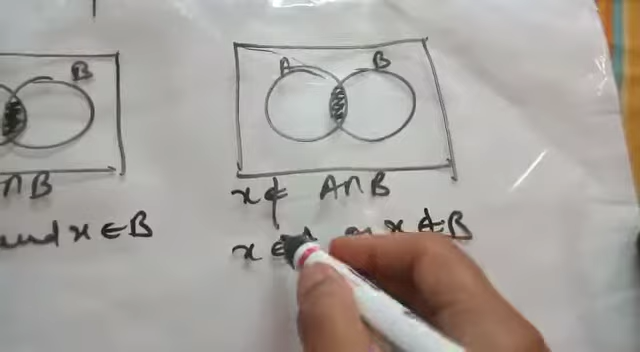 B
A B
∩ B
x ∉ A∩B
and x ∈ B
x x ∉ B